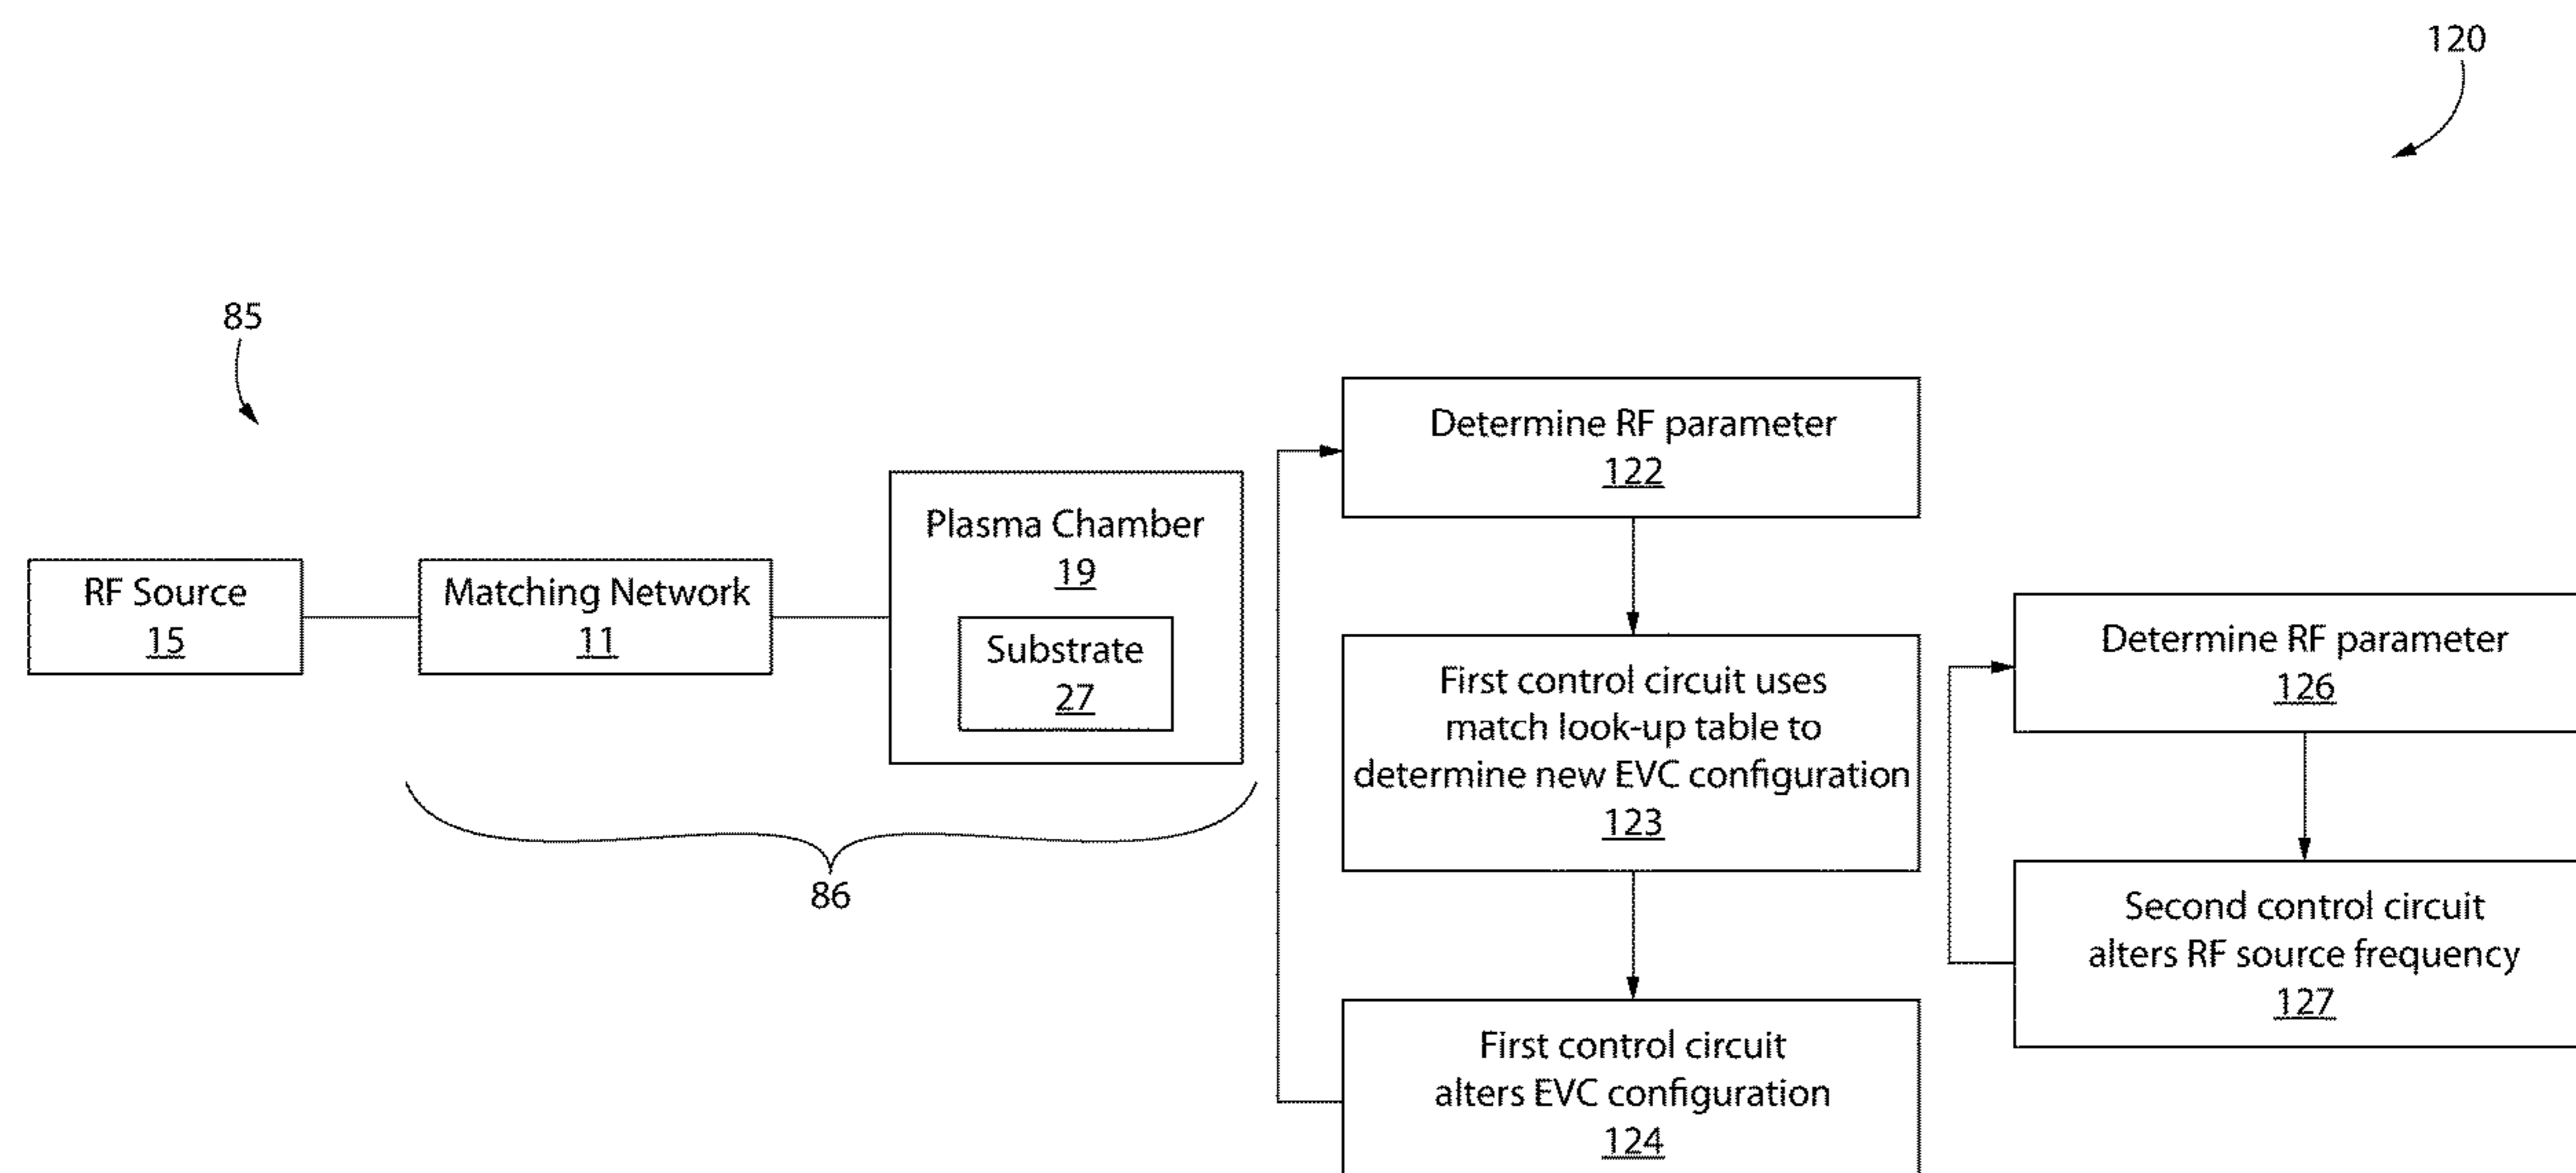 120
85
RF Source
15
Matching Network
11
Plasma Chamber
19
Substrate
27
86
Determine RF parameter
122
First control circuit uses
match look-up table to
determine new EVC configuration
123
First control circuit
alters EVC configuration
124
Determine RF parameter
126
Second control circuit
alters RF source frequency
127